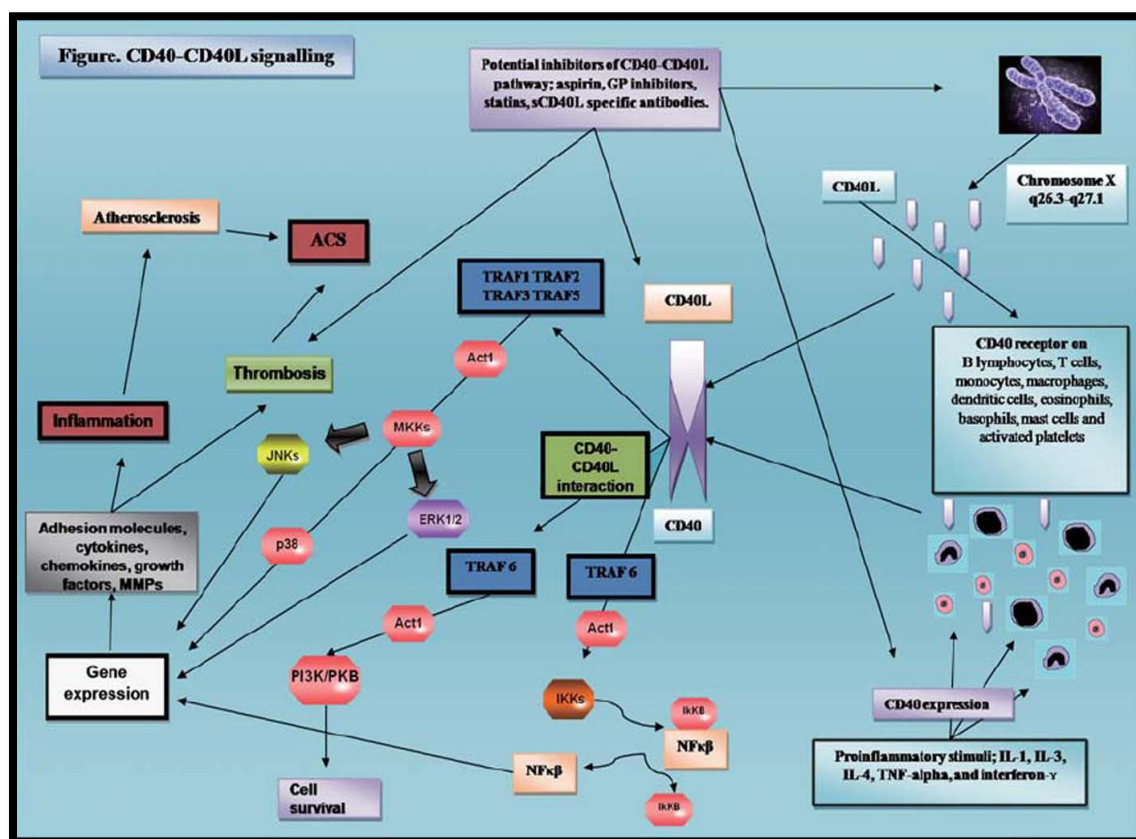 Figure. CD40-CD40L signalling
Potential inhibitors of CD40-CD40L
pathway; aspirin, GP inhibitors,
statins, sCD40L specific antibodies.
Chromosome X
q26.3-q27.1
CD40L
Atherosclerosis
ACS
TRAF1 TRAF2
TRAF3 TRAF5
CD40L
Act1
CD40 receptor on
B lymphocytes, T cells,
monocytes, macrophages,
dendritic cells, eosinophils,
basophils, mast cells and
activated platelets
Thrombosis
Inflammation
MKKs
JNKs
CD40-
CD40L
interaction
ERK1/2
CD40
Adhesion molecules,
cytokines,
chemokines, growth
factors, MMPs
p38
TRAF 6
TRAF 6
Act1
Act1
Gene
expression
PI3K/PKB
IKKs
IkKB
NFκβ
CD40 expression
Proinflammatory stimuli; IL-1, IL-3,
IL-4, TNF-alpha, and interferon-γ
NFκβ
IkKB
Cell
survival